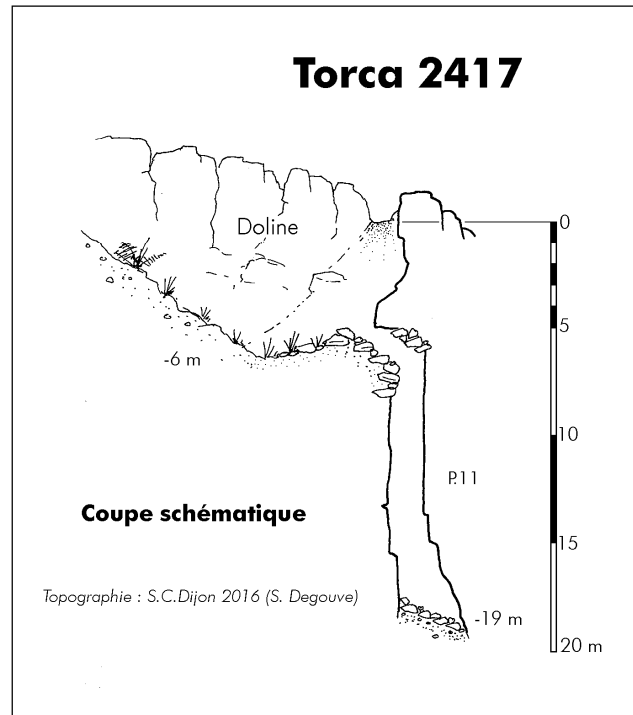 Torca 2417
Doline
0
5
-6 m
10
P.11
Coupe schématique
15
Topographie : S.C.Dijon 2016 (S. Degouve)
-19 m
20 m